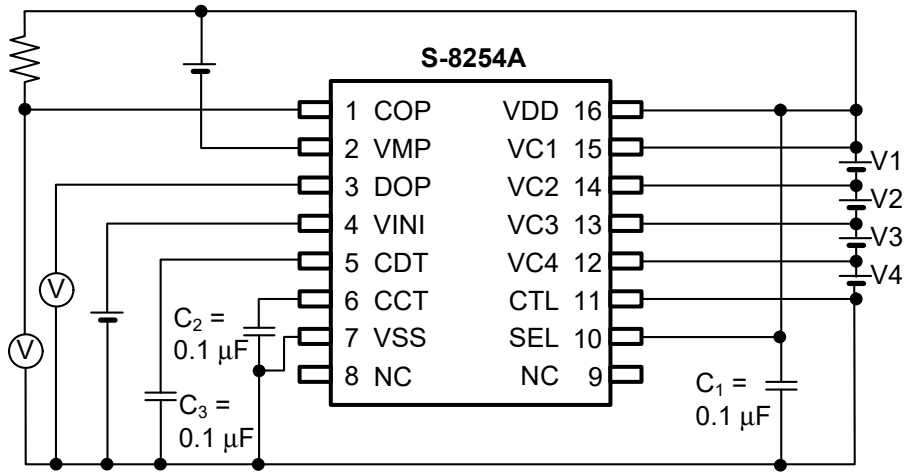 S-8254A
1 COP VDD 16
2 VMP VC1 15
3 DOP VC2 14
4 VINI VC3 13
5 CDT VC4 12
6 CCT CTL 11
7 VSS SEL 10
8 NC NC 9
V1
V2
V3
V4
V
V
C₂ =
0.1 μF
C₃ =
0.1 μF
C₁ =
0.1 μF